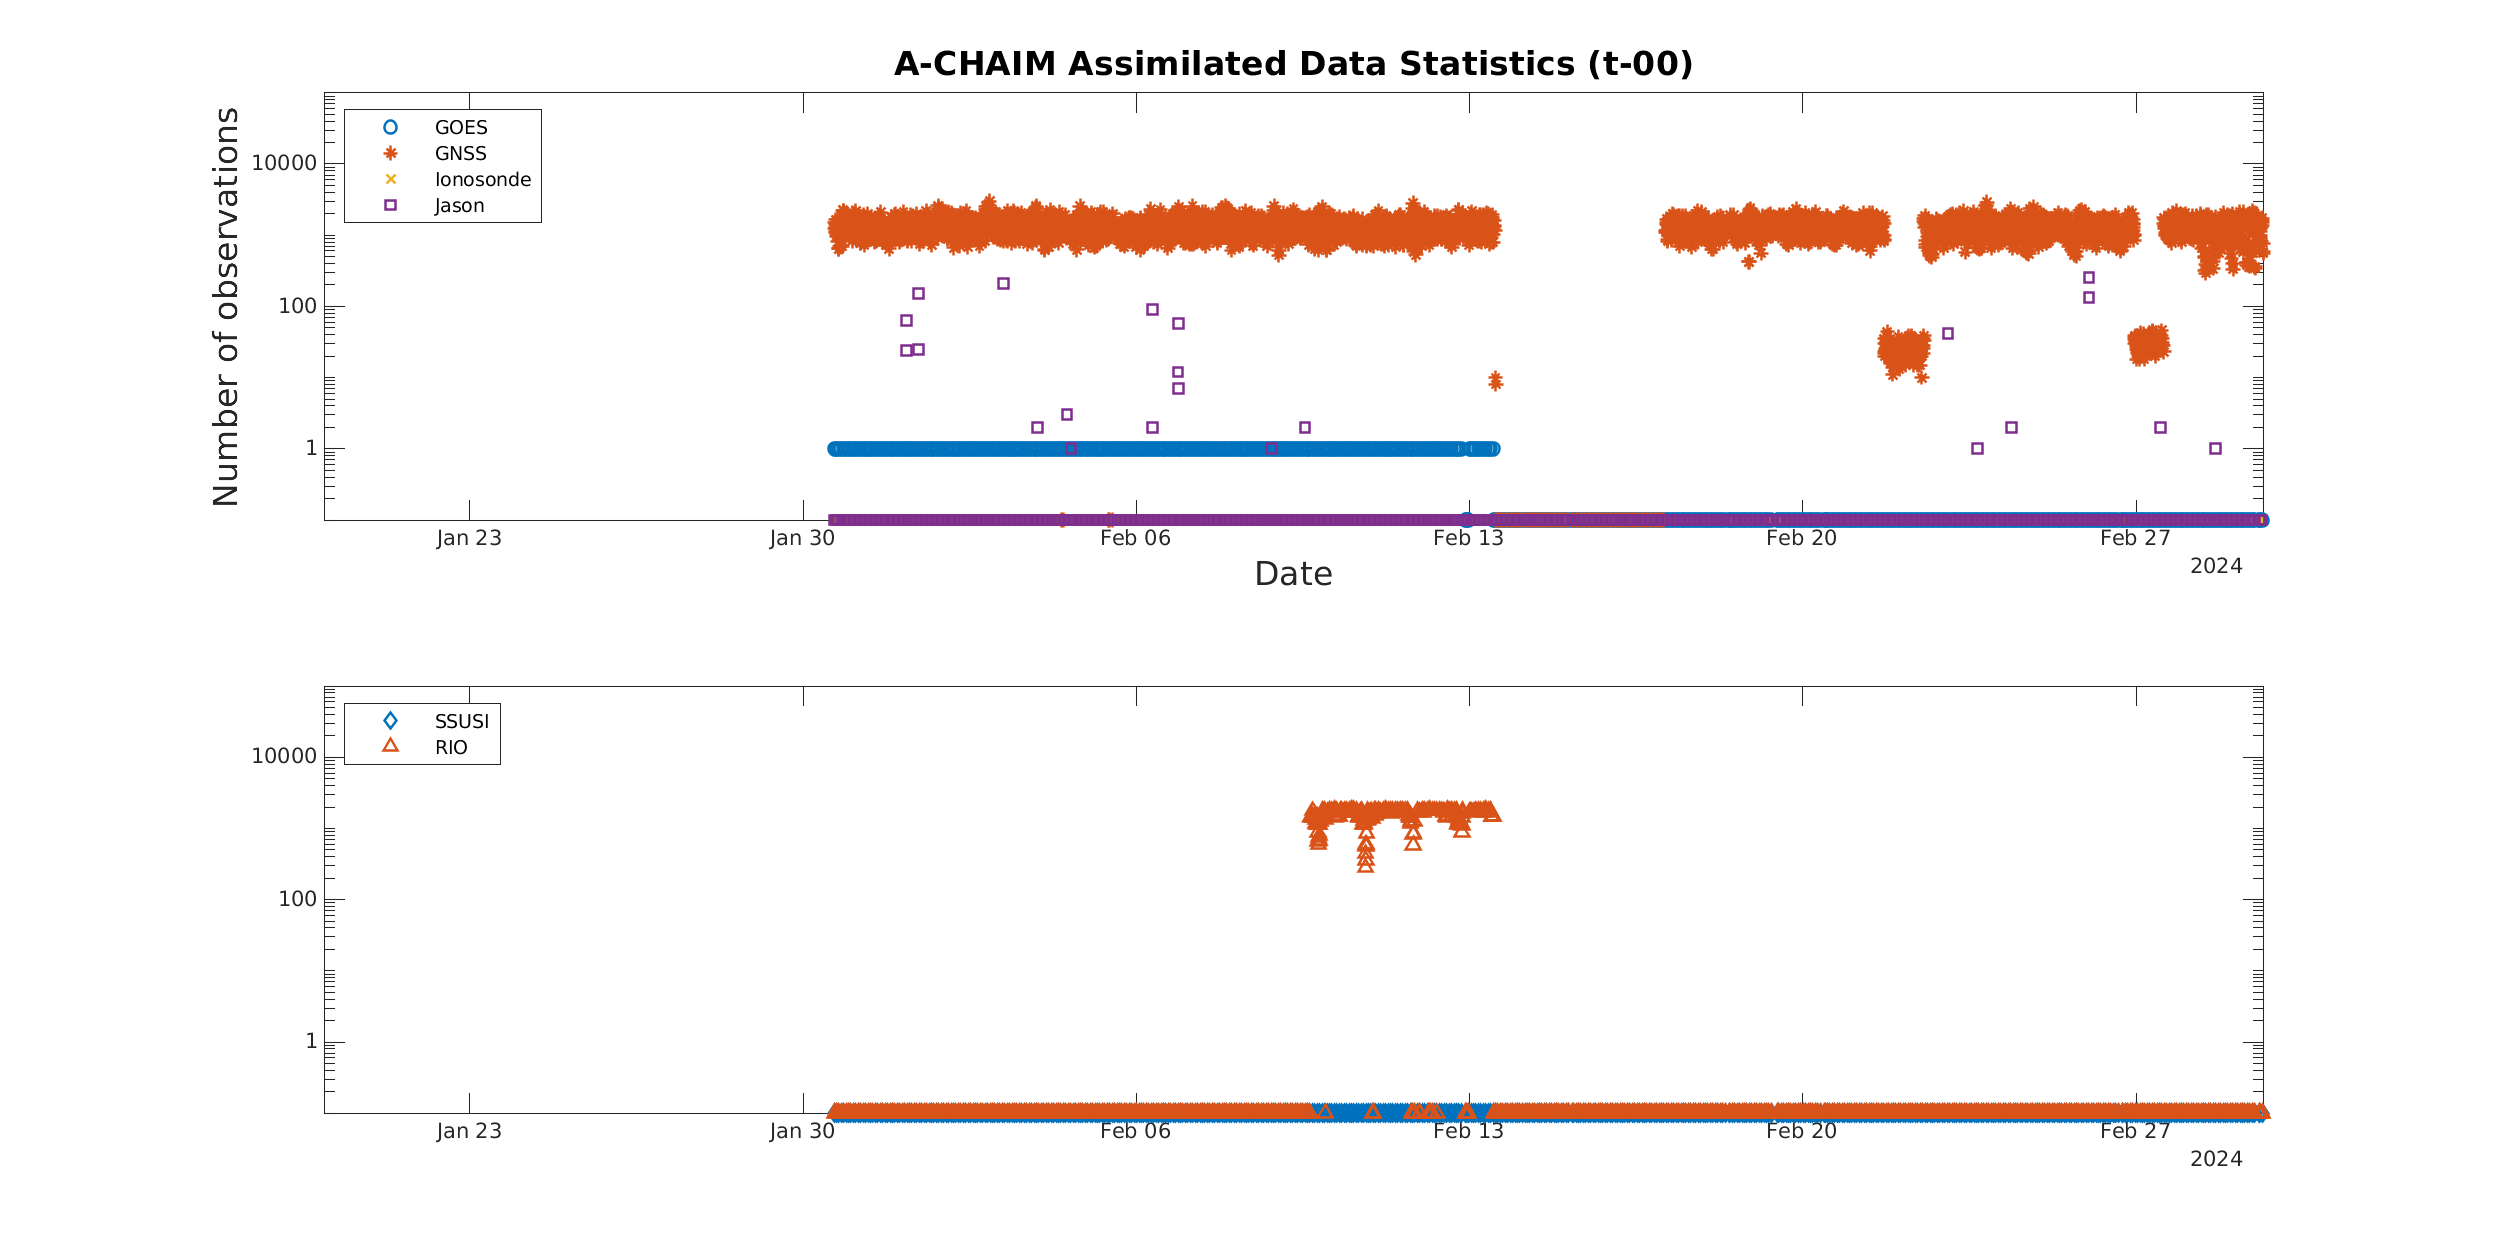 A-CHAIM Assimilated Data Statistics (t-00)
Number of observations
10000
100
1
GOES
GNSS
Ionosonde
Jason
Jan 23
Jan 30
Feb 06
Feb 13
Feb 20
Feb 27
2024
Date
10000
100
1
SSUSI
RIO
Jan 23
Jan 30
Feb 06
Feb 13
Feb 20
Feb 27
2024